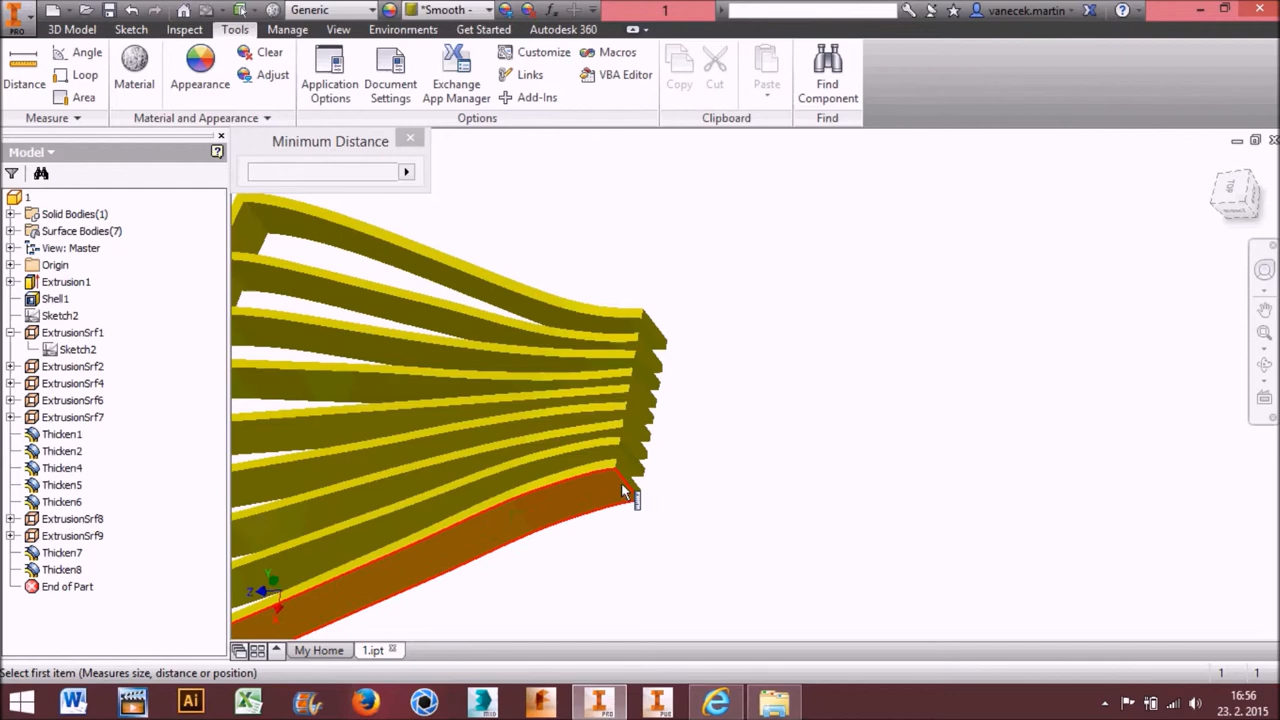 Generic
*Smooth -
1
vanecek.martin
PRO
3D Model Sketch Inspect Tools Manage View Environments Get Started Autodesk 360
Distance
Angle
Loop
Area
Material
Appearance
Clear
Adjust
Application Options
Document Settings
Exchange App Manager
Customize
Links
Add-Ins
Macros
VBA Editor
Copy
Cut
Paste
Find Component
Measure
Material and Appearance
Options
Clipboard
Find
Model
Minimum Distance
TOP
1
Solid Bodies(1)
Surface Bodies(7)
View: Master
Origin
Extrusion1
Shell1
Sketch2
ExtrusionSrf1
Sketch2
ExtrusionSrf2
ExtrusionSrf4
ExtrusionSrf6
ExtrusionSrf7
Thicken1
Thicken2
Thicken4
Thicken5
Thicken6
ExtrusionSrf8
ExtrusionSrf9
Thicken7
Thicken8
End of Part
Y
Z
My Home
1.ipt
Select first item (Measures size, distance or position)
1 1
Ai
PRO
16:56
23. 2. 2015